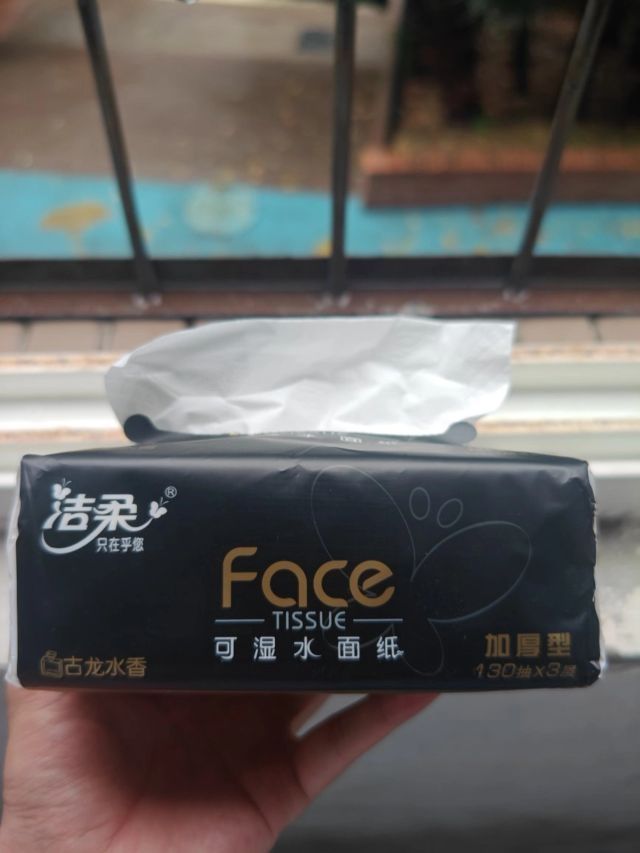 洁柔®
只在乎您
Face
TISSUE
可湿水面纸
古龙水香
加厚型
130抽x3层